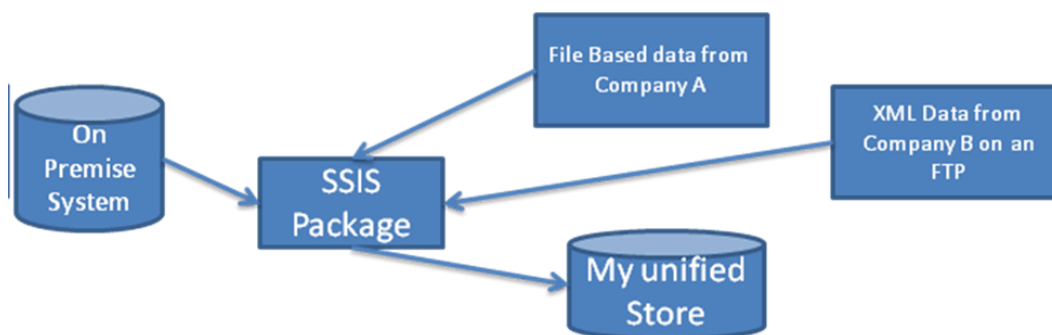 On
Premise
System
File Based data from
Company A
XML Data from
Company B on an
FTP
SSIS
Package
My unified
Store